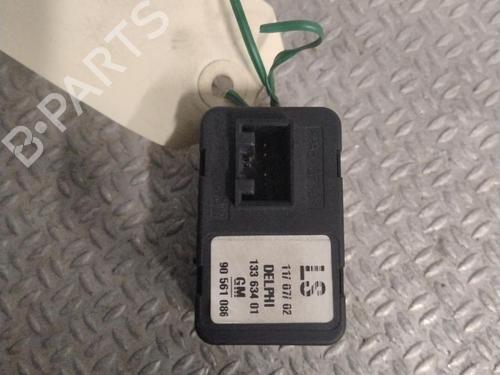 B-PARTS
LS
11/ 07/ 02
DELPHI
133 634 01
GM
90 561 086